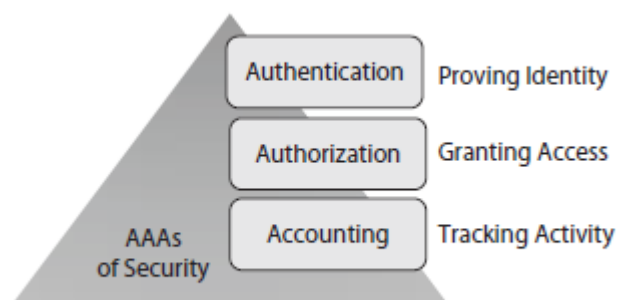 Authentication
Proving Identity
Authorization
Granting Access
Accounting
Tracking Activity
AAAs
of Security